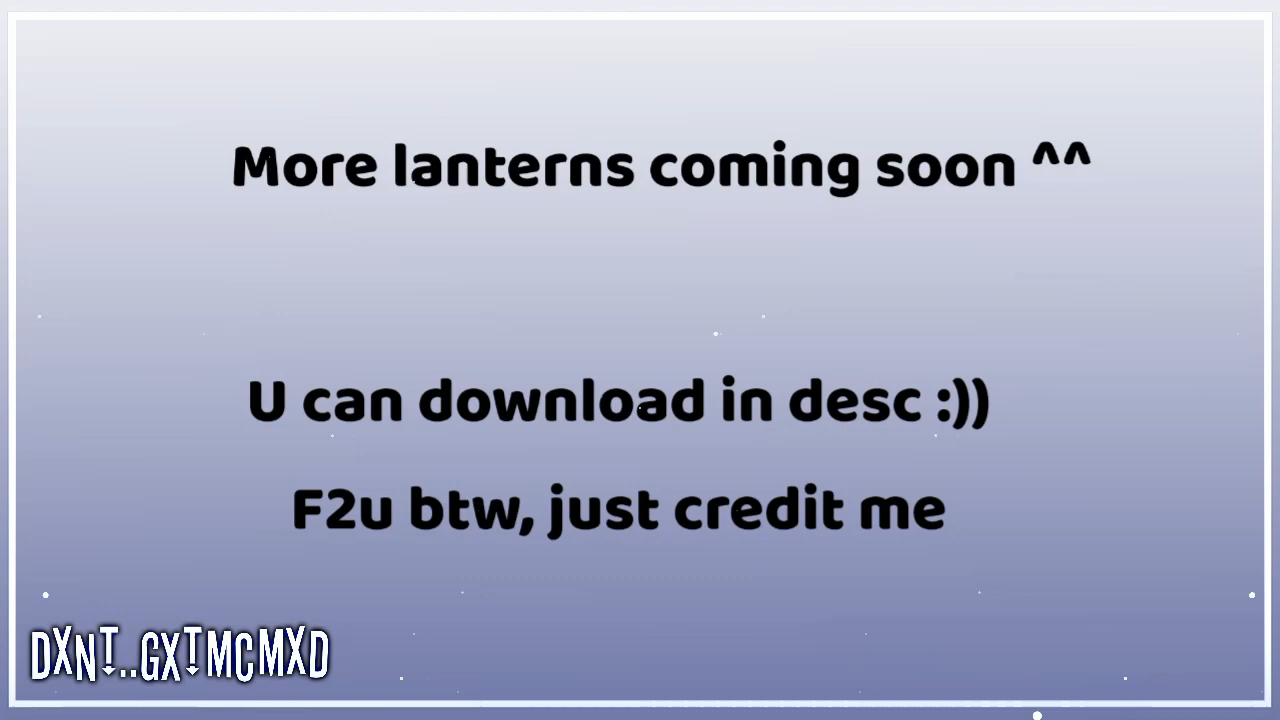 More lanterns coming soon ^^
U can download in desc :))
F2u btw, just credit me
DXNT..GXTMCMXD